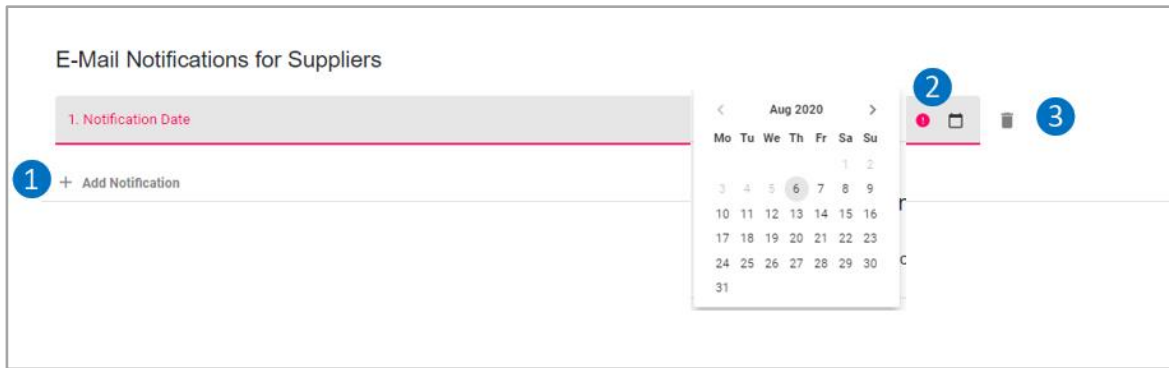 E-Mail Notifications for Suppliers
2
3
1. Notification Date
Aug 2020
Mo Tu We Th Fr Sa Su
1 2
3 4 5 6 7 8 9
10 11 12 13 14 15 16
17 18 19 20 21 22 23
24 25 26 27 28 29 30
31
1
+ Add Notification
r